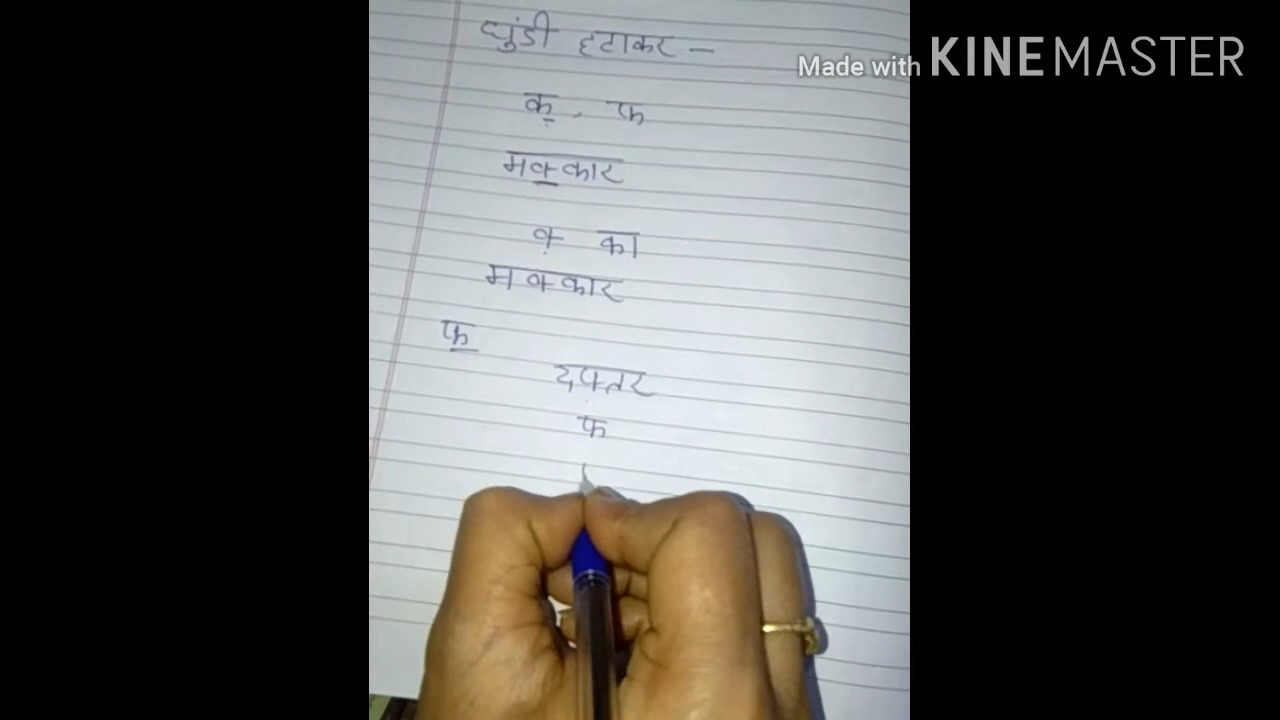 घुंडी हटाकर –
Made with KINEMASTER
क , फ
मक्कार
क् का
मक्कार
फ
दफ्तर
फ